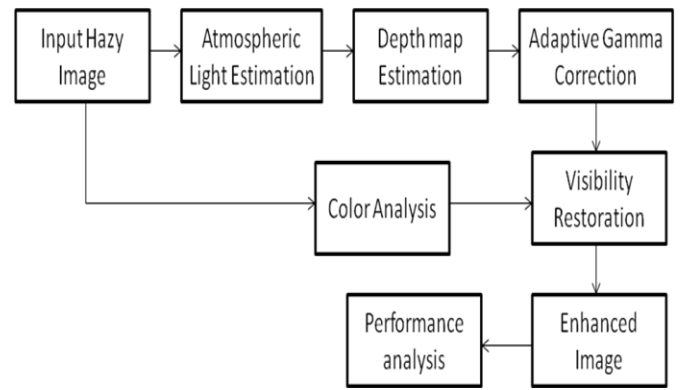 Input Hazy
Image
Atmospheric
Light Estimation
Depth map
Estimation
Adaptive Gamma
Correction
Color Analysis
Visibility
Restoration
Performance
analysis
Enhanced
Image